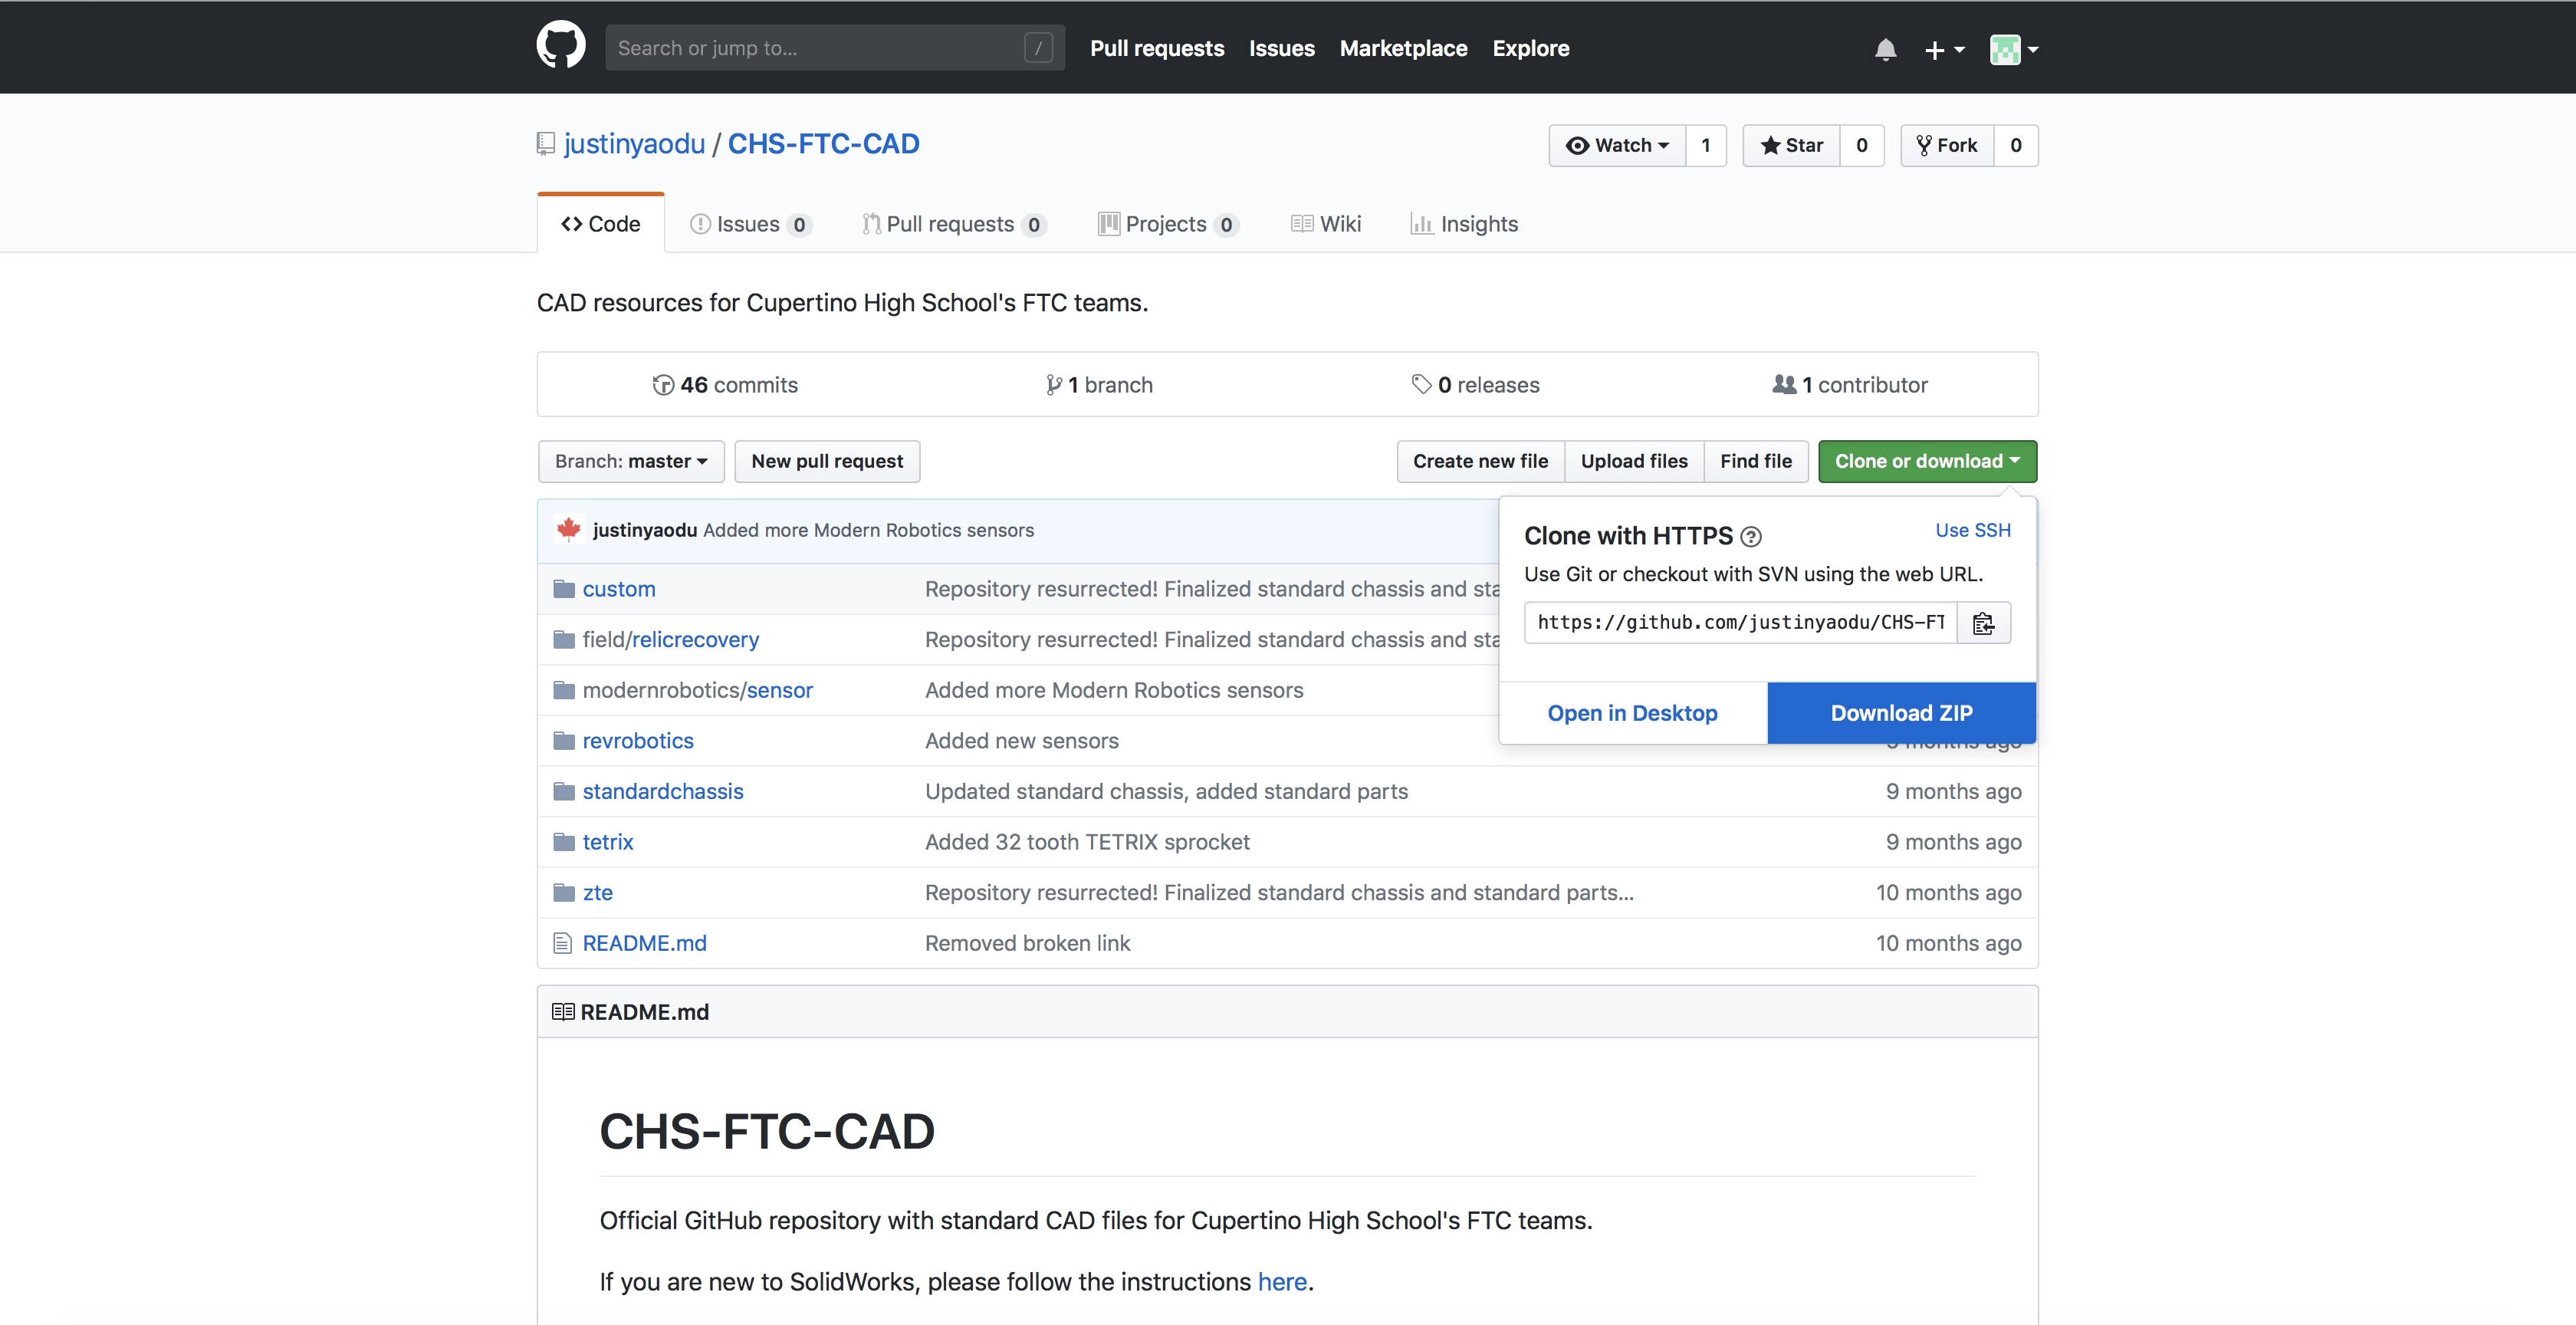 Search or jump to... /
Pull requests Issues Marketplace Explore
justinyaodu / CHS-FTC-CAD
Watch 1 Star 0 Fork 0
Code Issues 0 Pull requests 0 Projects 0 Wiki Insights
CAD resources for Cupertino High School's FTC teams.
46 commits 1 branch 0 releases 1 contributor
Branch: master New pull request Create new file Upload files Find file Clone or download
justinyaodu Added more Modern Robotics sensors
Clone with HTTPS ? Use SSH
Use Git or checkout with SVN using the web URL.
https://github.com/justinyaodu/CHS-FT
Open in Desktop Download ZIP
custom Repository resurrected! Finalized standard chassis and sta
field/relicrecovery Repository resurrected! Finalized standard chassis and sta
modernrobotics/sensor Added more Modern Robotics sensors
revrobotics Added new sensors months ago
standardchassis Updated standard chassis, added standard parts 9 months ago
tetrix Added 32 tooth TETRIX sprocket 9 months ago
zte Repository resurrected! Finalized standard chassis and standard parts... 10 months ago
README.md Removed broken link 10 months ago
README.md
CHS-FTC-CAD
Official GitHub repository with standard CAD files for Cupertino High School's FTC teams.
If you are new to SolidWorks, please follow the instructions here.